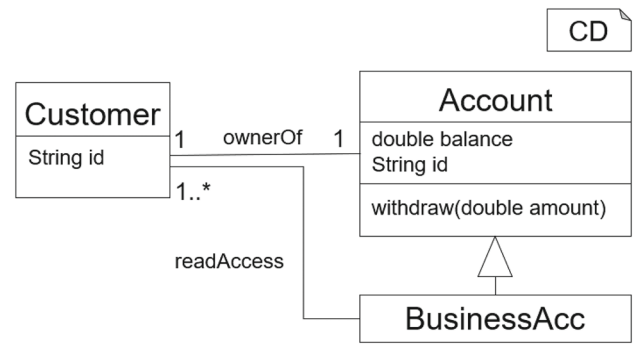 CD
Customer
String id
1
ownerOf
1
1..*
readAccess
Account
double balance
String id
withdraw(double amount)
BusinessAcc